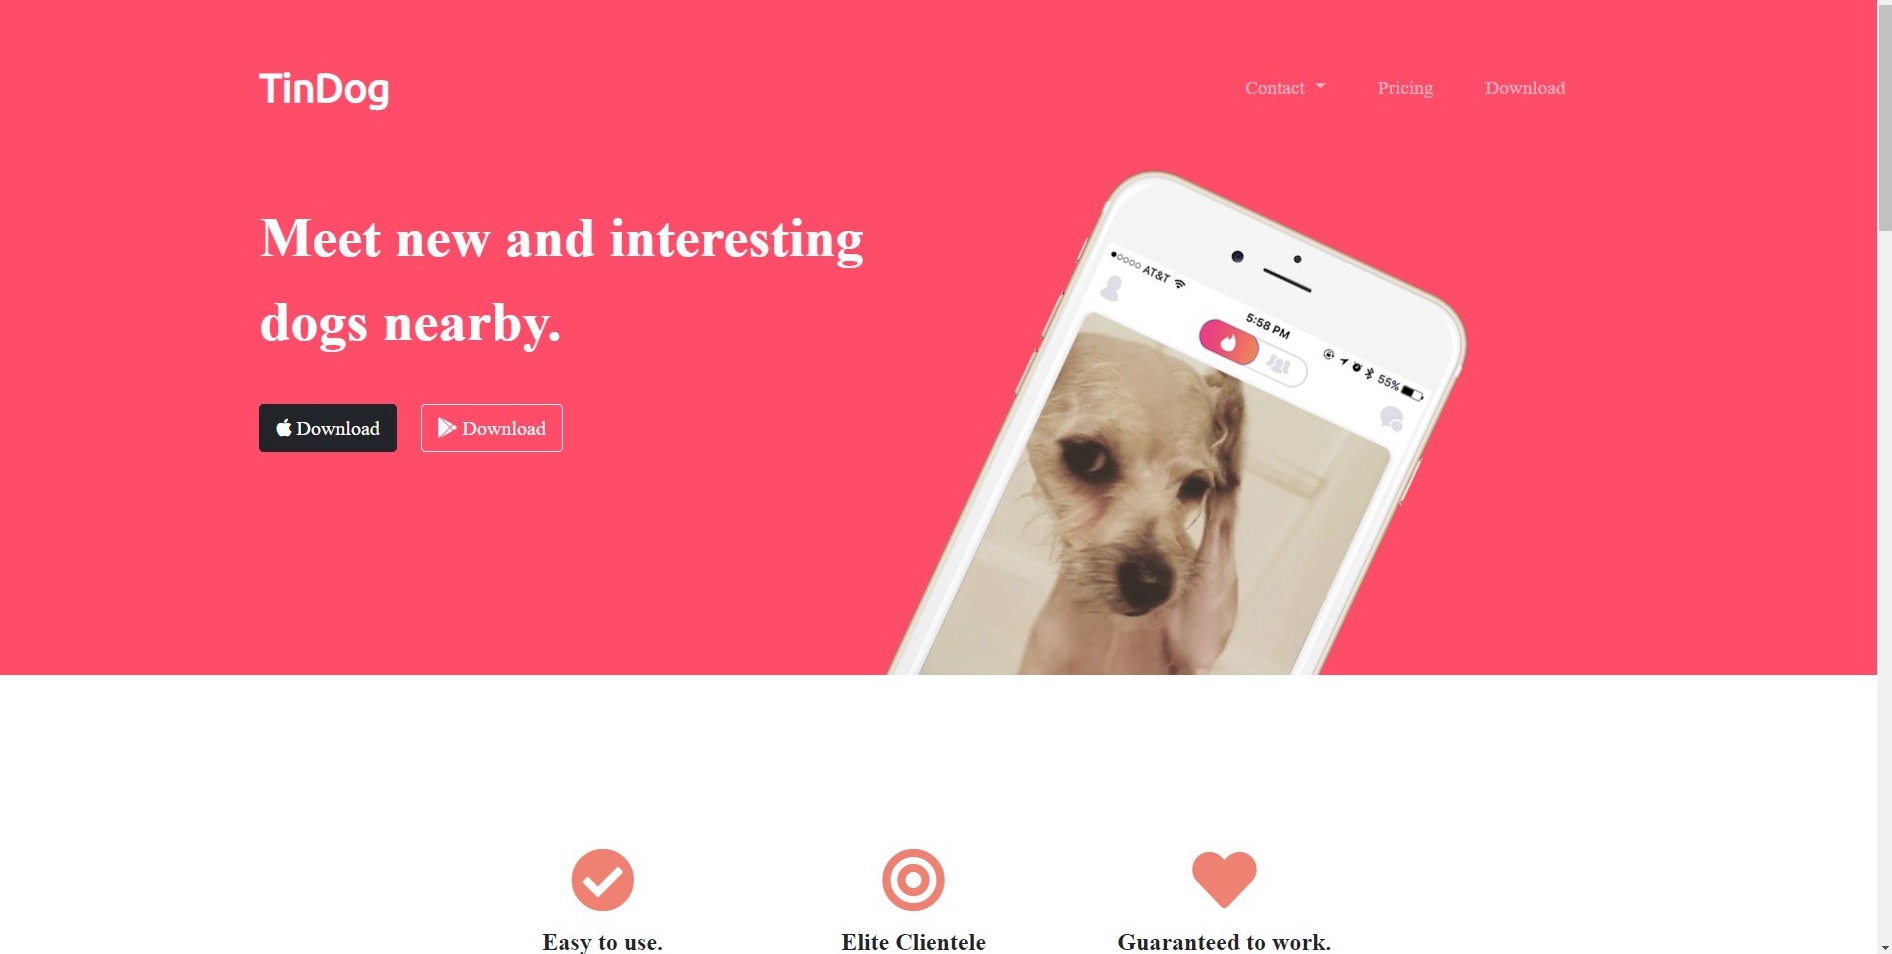 TinDog
Contact
Pricing
Download
Meet new and interesting
dogs nearby.
Download
Download
AT&T
5:58 PM
55%
Easy to use.
Elite Clientele
Guaranteed to work.